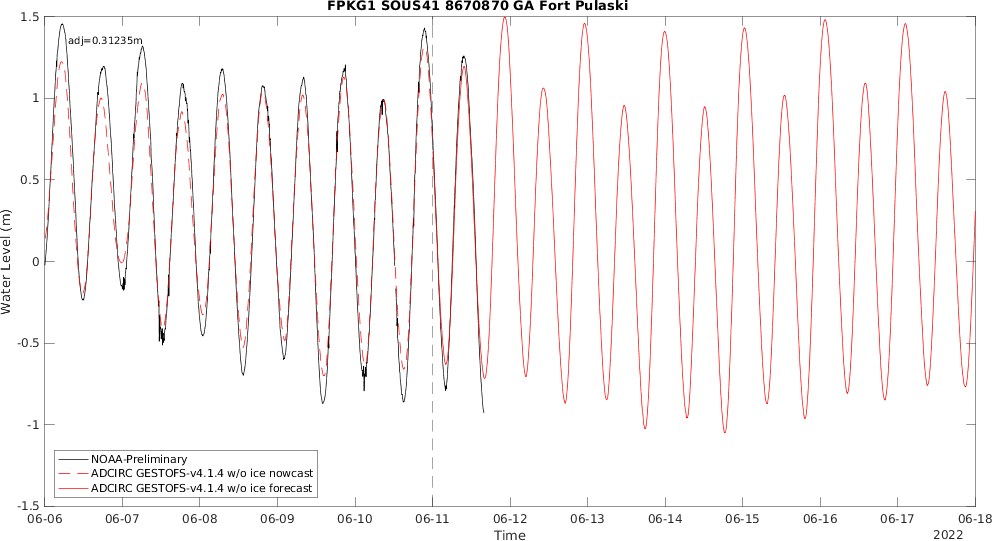 FPKG1 SOUS41 8670870 GA Fort Pulaski
adj=0.31235m
1.5
1
0.5
0
-0.5
-1
-1.5
Water Level (m)
NOAA-Preliminary
ADCIRC GESTOFS-v4.1.4 w/o ice nowcast
ADCIRC GESTOFS-v4.1.4 w/o ice forecast
06-06 06-07 06-08 06-09 06-10 06-11 06-12 06-13 06-14 06-15 06-16 06-17 06-18
Time
2022